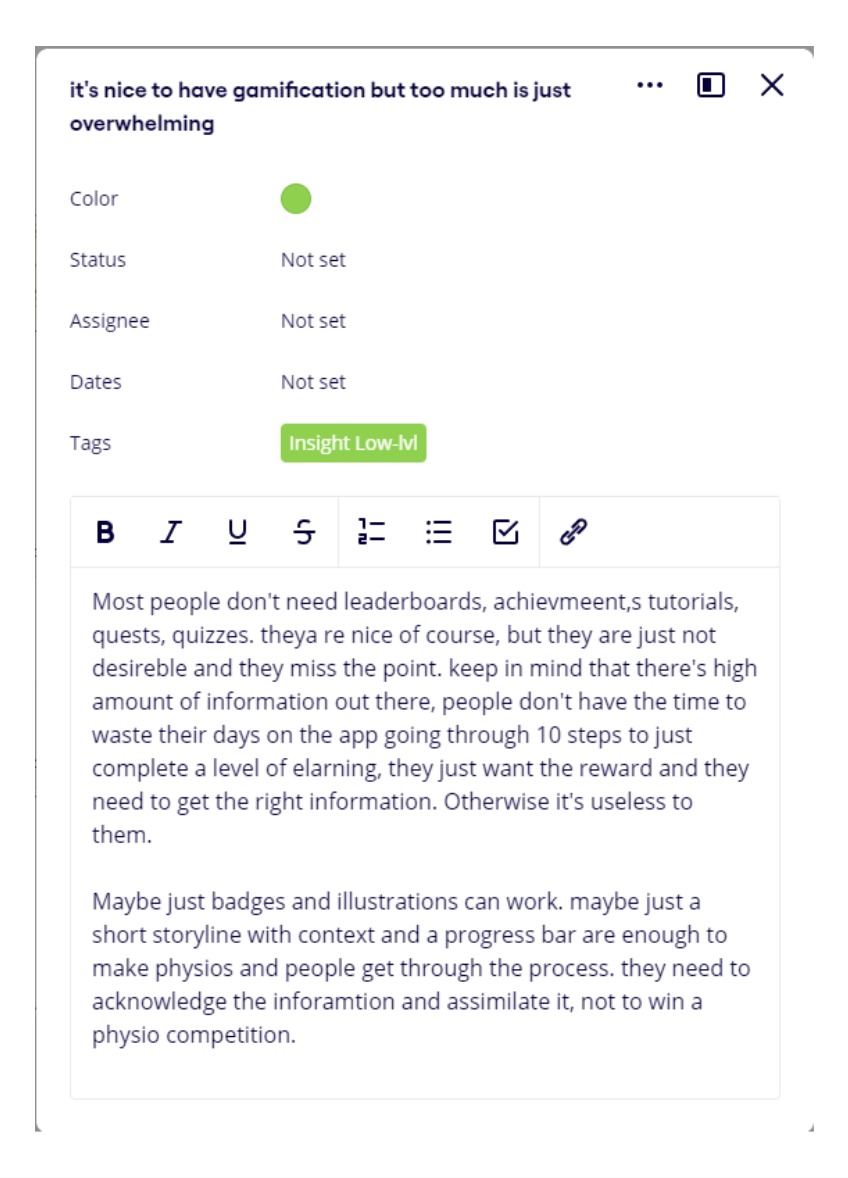 it's nice to have gamification but too much is just
overwhelming
Color
Status Not set
Assignee Not set
Dates Not set
Tags Insight Low-lvl
B I U S
Most people don't need leaderboards, achievmeent,s tutorials,
quests, quizzes. theya re nice of course, but they are just not
desireble and they miss the point. keep in mind that there's high
amount of information out there, people don't have the time to
waste their days on the app going through 10 steps to just
complete a level of elarning, they just want the reward and they
need to get the right information. Otherwise it's useless to
them.
Maybe just badges and illustrations can work. maybe just a
short storyline with context and a progress bar are enough to
make physios and people get through the process. they need to
acknowledge the inforamtion and assimilate it, not to win a
physio competition.